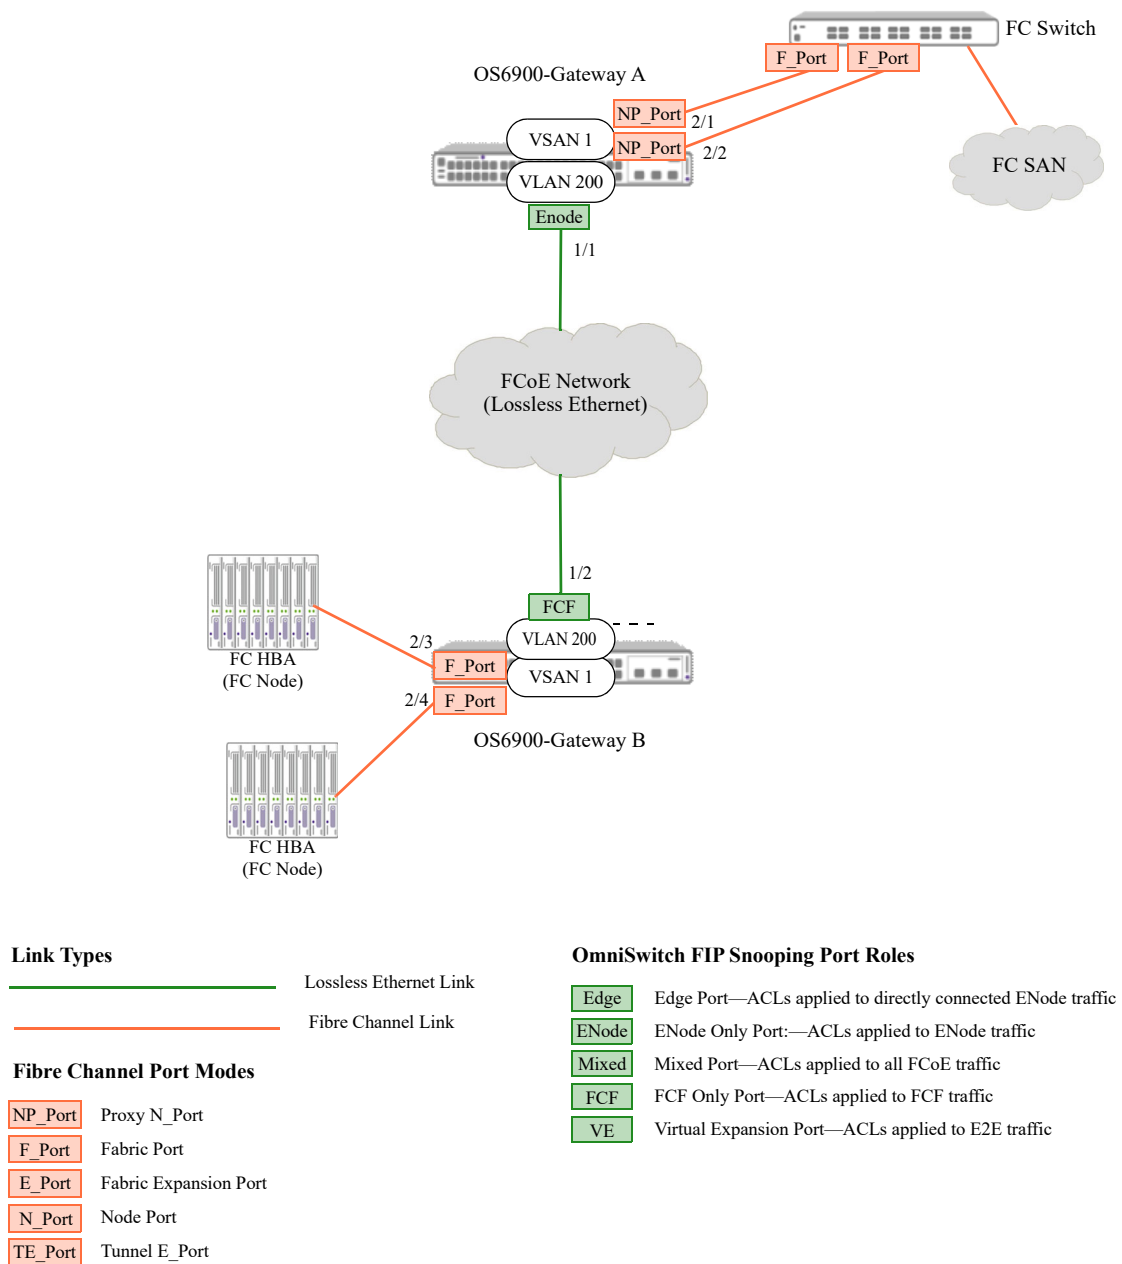 FC Switch
F_Port
F_Port
OS6900-Gateway A
NP_Port
2/1
VSAN 1
NP_Port
2/2
FC SAN
VLAN 200
Enode
1/1
FCoE Network
(Lossless Ethernet)
1/2
FCF
VLAN 200
2/3
F_Port
FC HBA
(FC Node)
VSAN 1
2/4
F_Port
OS6900-Gateway B
FC HBA
(FC Node)
Link Types
Lossless Ethernet Link
Fibre Channel Link
Fibre Channel Port Modes
NP_Port Proxy N_Port
F_Port Fabric Port
E_Port Fabric Expansion Port
N_Port Node Port
TE_Port Tunnel E_Port
OmniSwitch FIP Snooping Port Roles
Edge Edge Port—ACLs applied to directly connected ENode traffic
ENode ENode Only Port:—ACLs applied to ENode traffic
Mixed Mixed Port—ACLs applied to all FCoE traffic
FCF FCF Only Port—ACLs applied to FCF traffic
VE Virtual Expansion Port—ACLs applied to E2E traffic